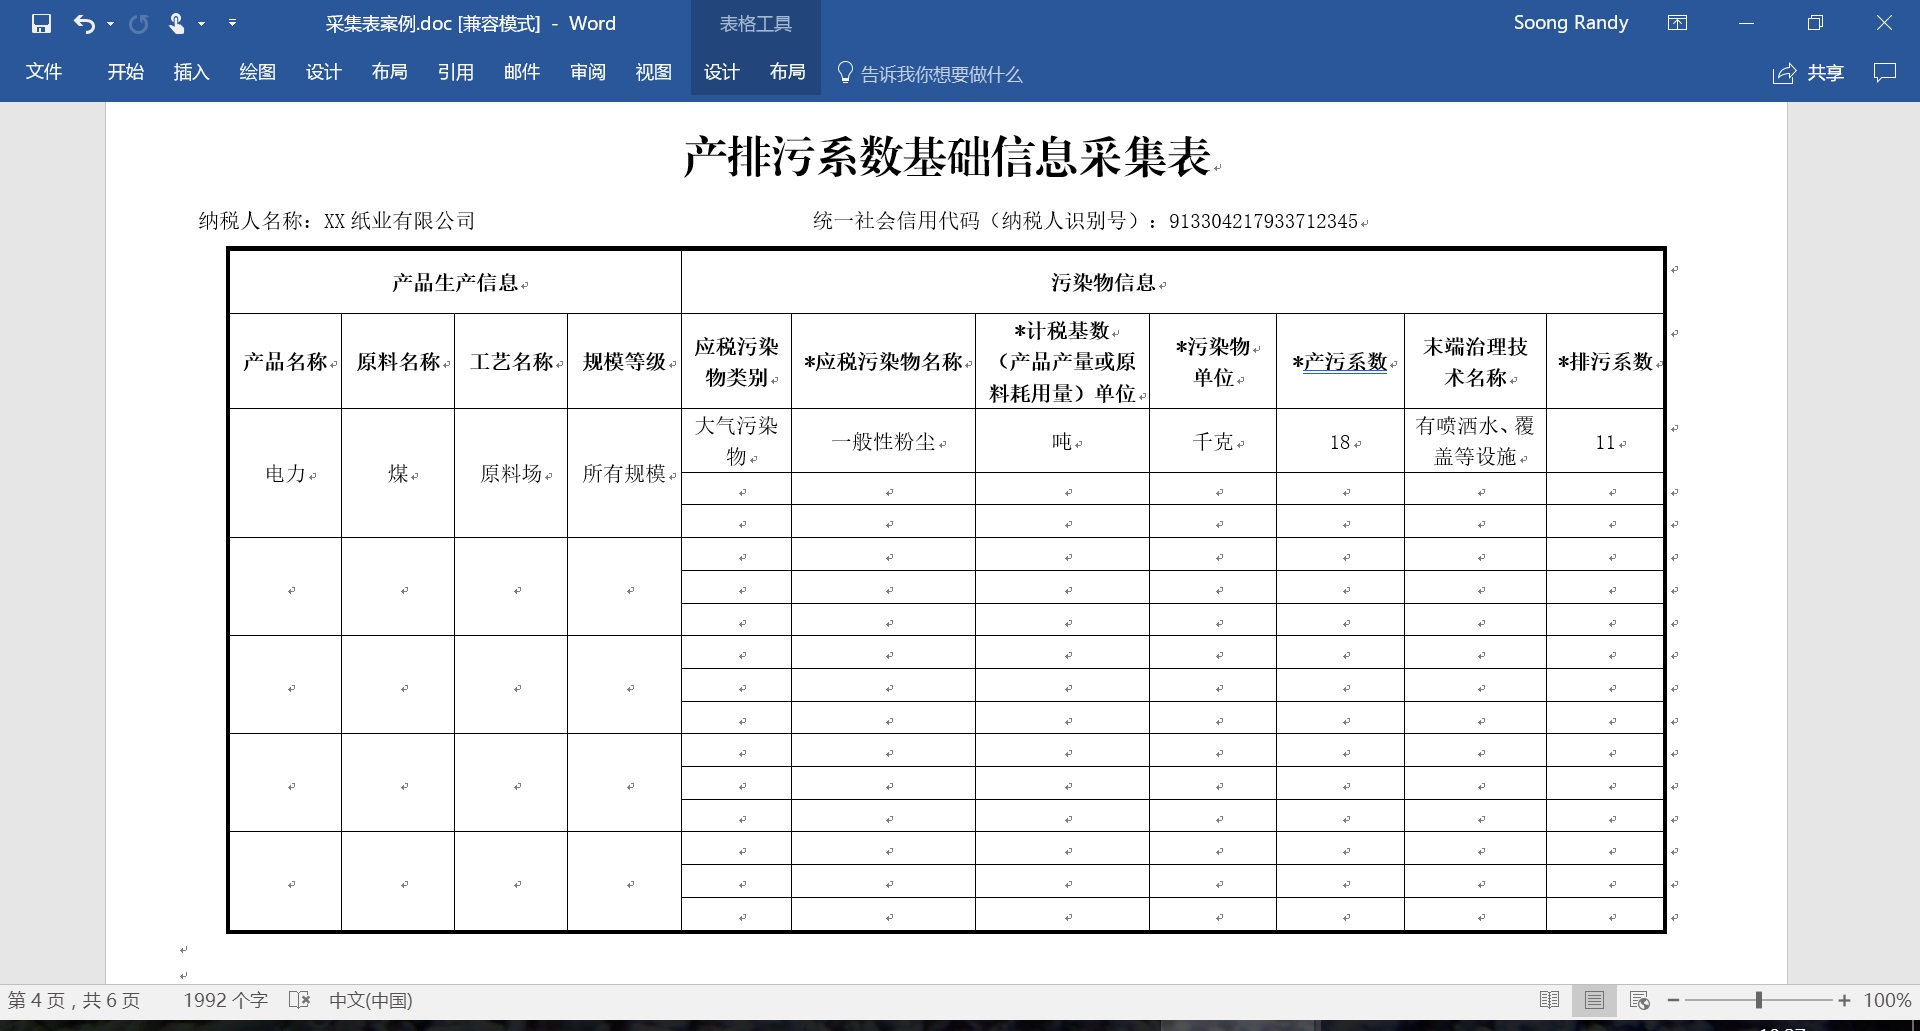 采集表案例.doc [兼容模式] - Word
表格工具
Soong Randy
文件 开始 插入 绘图 设计 布局 引用 邮件 审阅 视图 设计 布局 告诉我你想要做什么 共享
产排污系数基础信息采集表
纳税人名称：XX 纸业有限公司 统一社会信用代码（纳税人识别号）：913304217933712345
产品生产信息 污染物信息
产品名称
原料名称
工艺名称
规模等级
应税污染
物类别
*应税污染物名称
*计税基数
（产品产量或原
料耗用量）单位
*污染物
单位
*产污系数
末端治理技
术名称
*排污系数
电力
煤
原料场
所有规模
大气污染
物
一般性粉尘
吨
千克
18
有喷洒水、覆
盖等设施
11
第 4 页，共 6 页 1992 个字 中文(中国) 100%